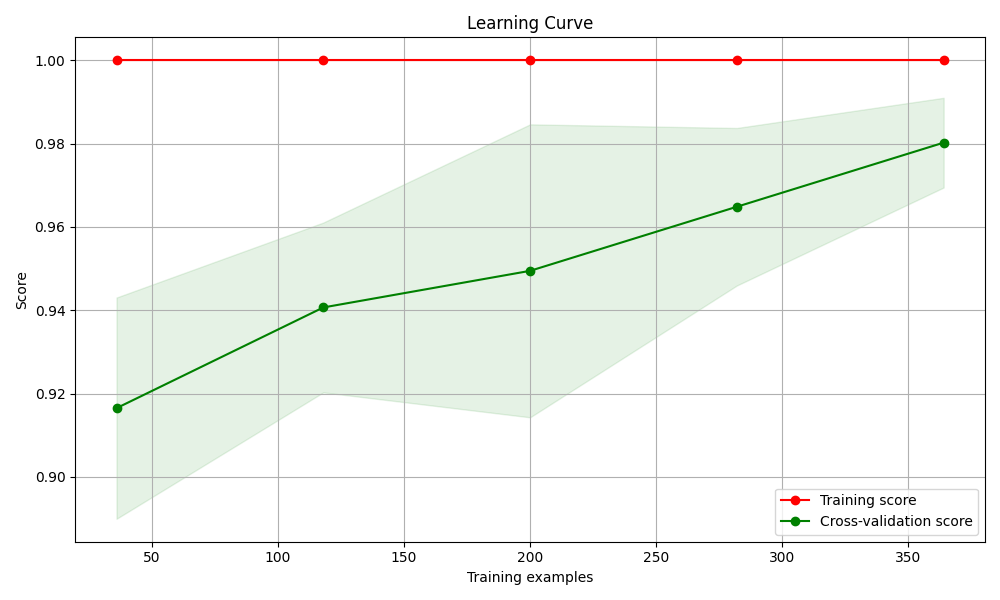 Learning Curve
1.00
0.98
0.96
0.94
0.92
0.90
Score
50
100
150
200
250
300
350
Training examples
Training score
Cross-validation score